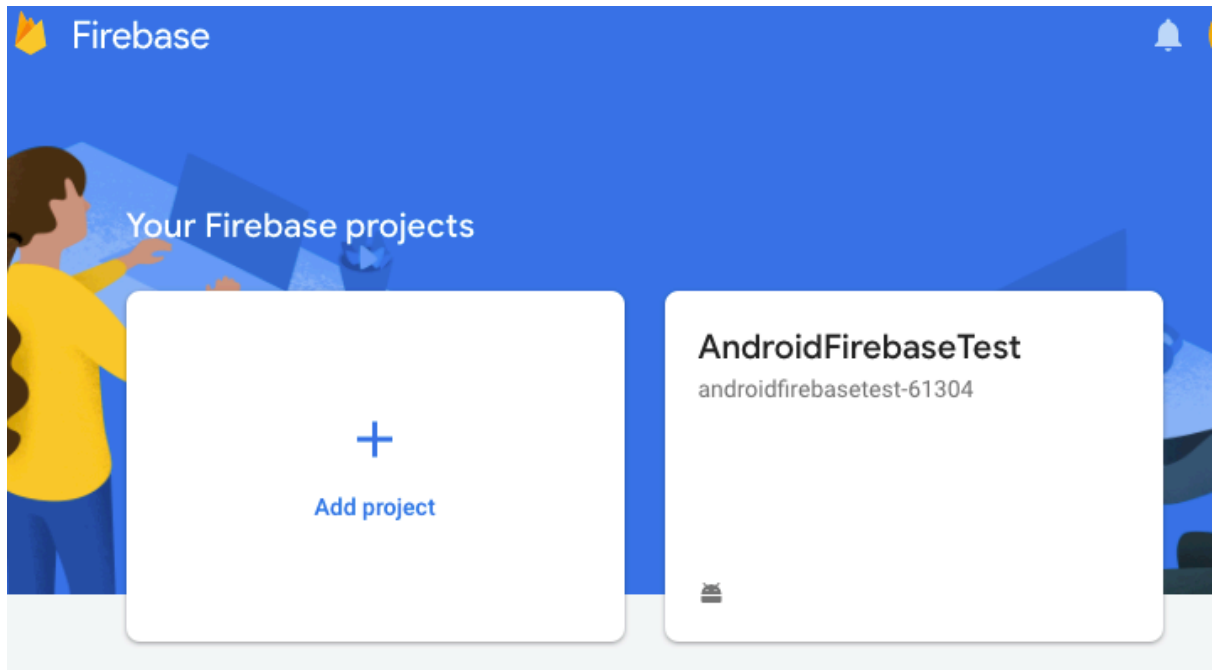 Firebase
Your Firebase projects
Add project
AndroidFirebaseTest
androidfirebasetest-61304